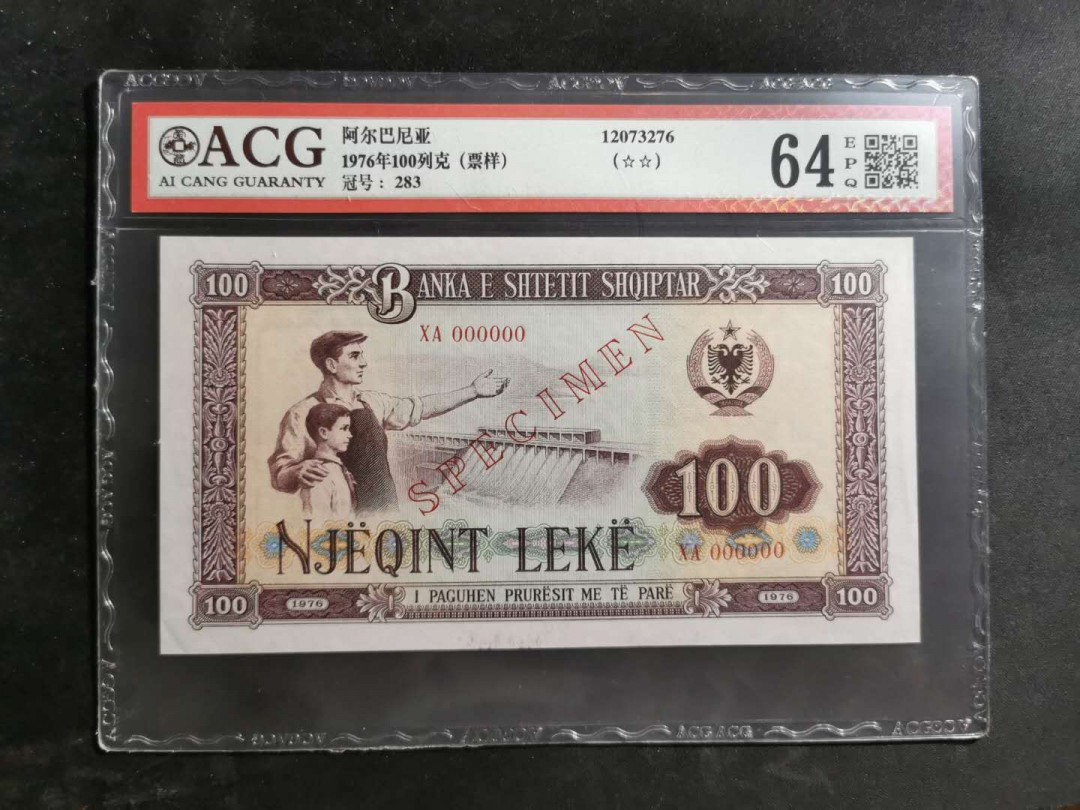 ACG
AI CANG GUARANTY
阿尔巴尼亚
1976年100列克（票样）
冠号：283
12073276
(☆☆)
64
EPQ
100
BANKA E SHTETIT SHQIPTAR
100
XA 000000
SPECIMEN
100
NJËQINT LEKË
XA 000000
100
1976
I PAGUHEN PRURËSIT ME TË PARË
1976
100